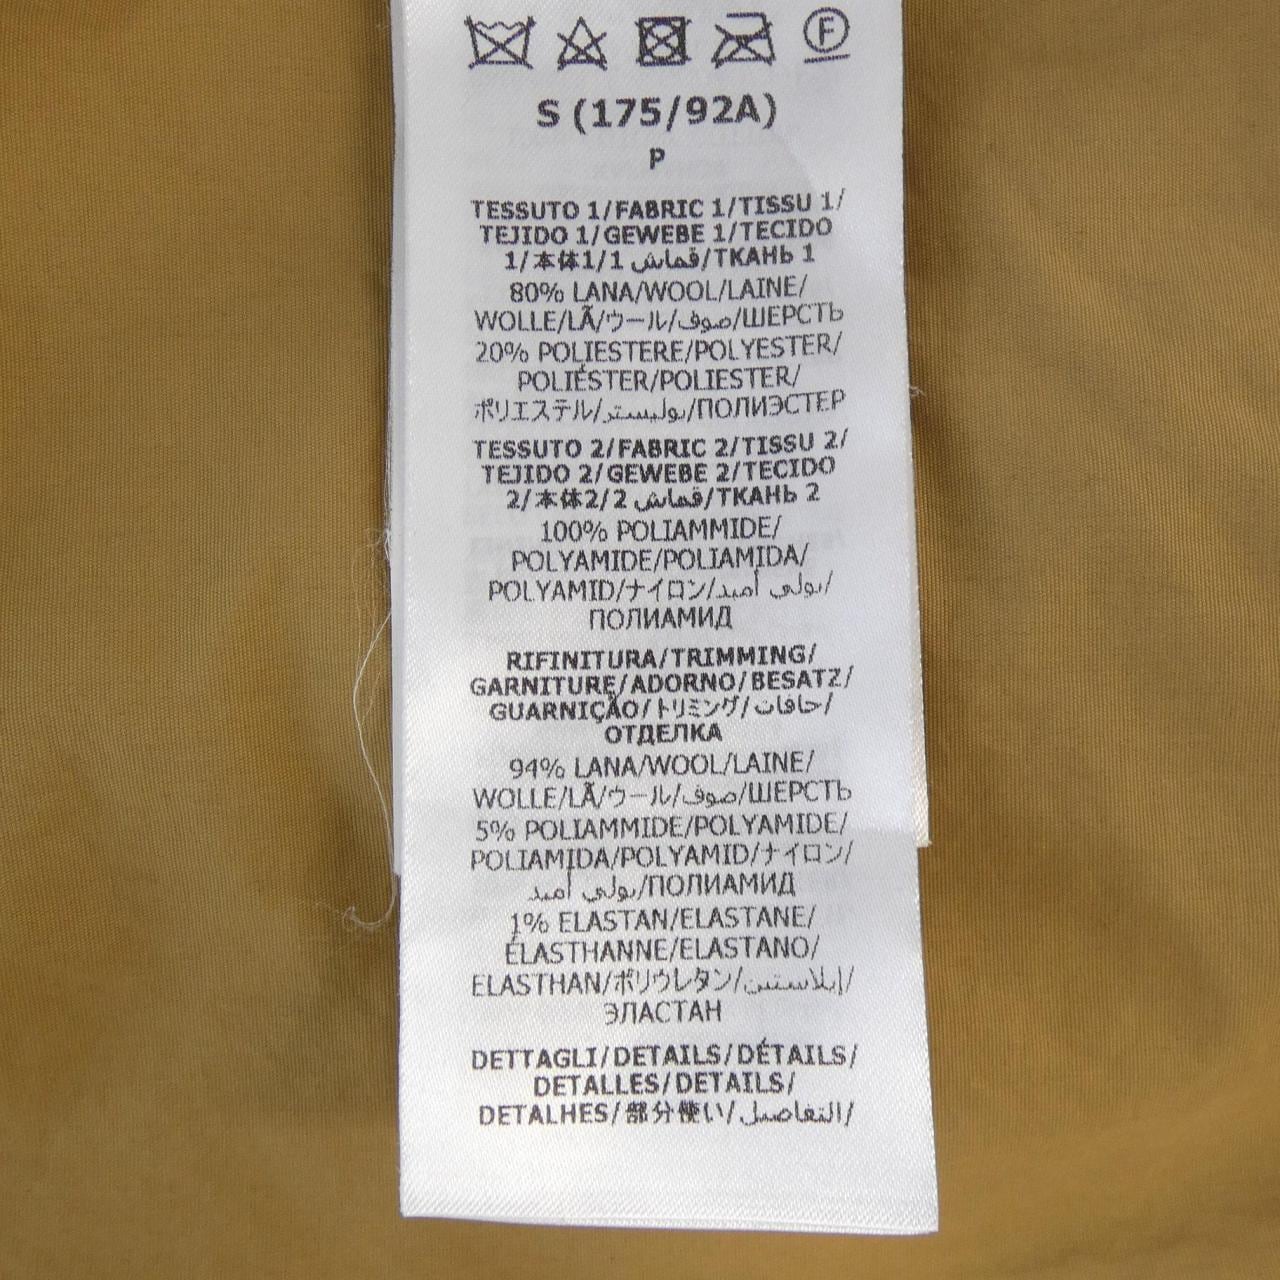 F
S (175/92A)
P
TESSUTO 1/FABRIC 1/TISSU 1/
TEJIDO 1/GEWEBE 1/TECIDO
1/本体1/1 قماش/ТКАНЬ 1
80% LANA/WOOL/LAINE/
WOLLE/LÃ/ウール/صوف/ШЕРСТЬ
20% POLIESTERE/POLYESTER/
POLIÉSTER/POLIESTER/
ポリエステル/بوليستر/ПОЛИЭСТЕР
TESSUTO 2/FABRIC 2/TISSU 2/
TEJIDO 2/GEWEBE 2/TECIDO
2/本体2/2 قماش/ТКАНЬ 2
100% POLIAMMIDE/
POLYAMIDE/POLIAMIDA/
POLYAMID/ナイロン/بولي أميد/
ПОЛИАМИД
RIFINITURA/TRIMMING/
GARNITURE/ADORNO/BESATZ/
GUARNIÇÃO/トリミング/حافات/
ОТДЕЛКА
94% LANA/WOOL/LAINE/
WOLLE/LÃ/ウール/صوف/ШЕРСТЬ
5% POLIAMMIDE/POLYAMIDE/
POLIAMIDA/POLYAMID/ナイロン/
بولي أميد/ПОЛИАМИД
1% ELASTAN/ELASTANE/
ÉLASTHANNE/ELASTANO/
ELASTHAN/ポリウレタン/إيلاستين/
ЭЛАСТАН
DETTAGLI/DETAILS/DÉTAILS/
DETALLES/DETAILS/
DETALHES/部分使い/التفاصيل/